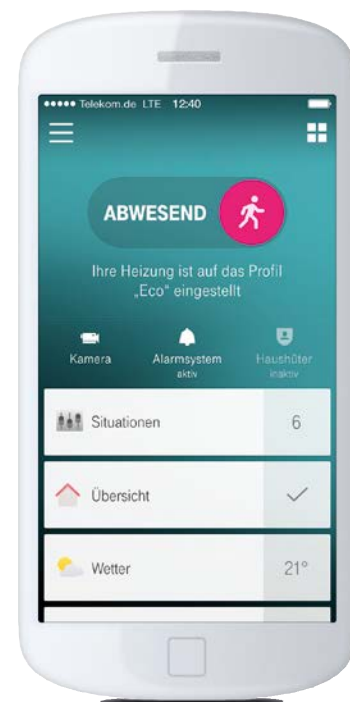 Telekom.de LTE 12:40
ABWESEND
Ihre Heizung ist auf das Profil
„Eco“ eingestellt
Kamera Alarmsystem Haushüter
aktiv inaktiv
Situationen 6
Übersicht
Wetter 21°